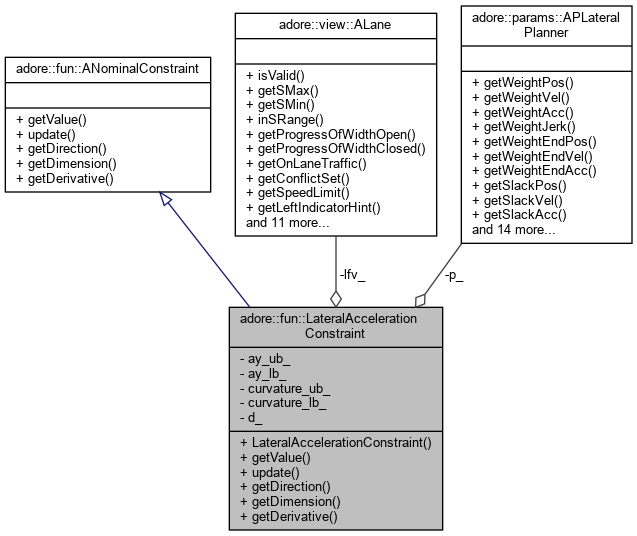 adore::fun::ANominalConstraint
+ getValue()
+ update()
+ getDirection()
+ getDimension()
+ getDerivative()
adore::view::ALane
+ isValid()
+ getSMax()
+ getSMin()
+ inSRange()
+ getProgressOfWidthOpen()
+ getProgressOfWidthClosed()
+ getOnLaneTraffic()
+ getConflictSet()
+ getSpeedLimit()
+ getLeftIndicatorHint()
and 11 more...
adore::params::APLateral
Planner
+ getWeightPos()
+ getWeightVel()
+ getWeightAcc()
+ getWeightJerk()
+ getWeightEndPos()
+ getWeightEndVel()
+ getWeightEndAcc()
+ getSlackPos()
+ getSlackVel()
+ getSlackAcc()
and 14 more...
-lfv_
-p_
adore::fun::LateralAcceleration
Constraint
- ay_ub_
- ay_lb_
- curvature_ub_
- curvature_lb_
- d_
+ LateralAccelerationConstraint()
+ getValue()
+ update()
+ getDirection()
+ getDimension()
+ getDerivative()